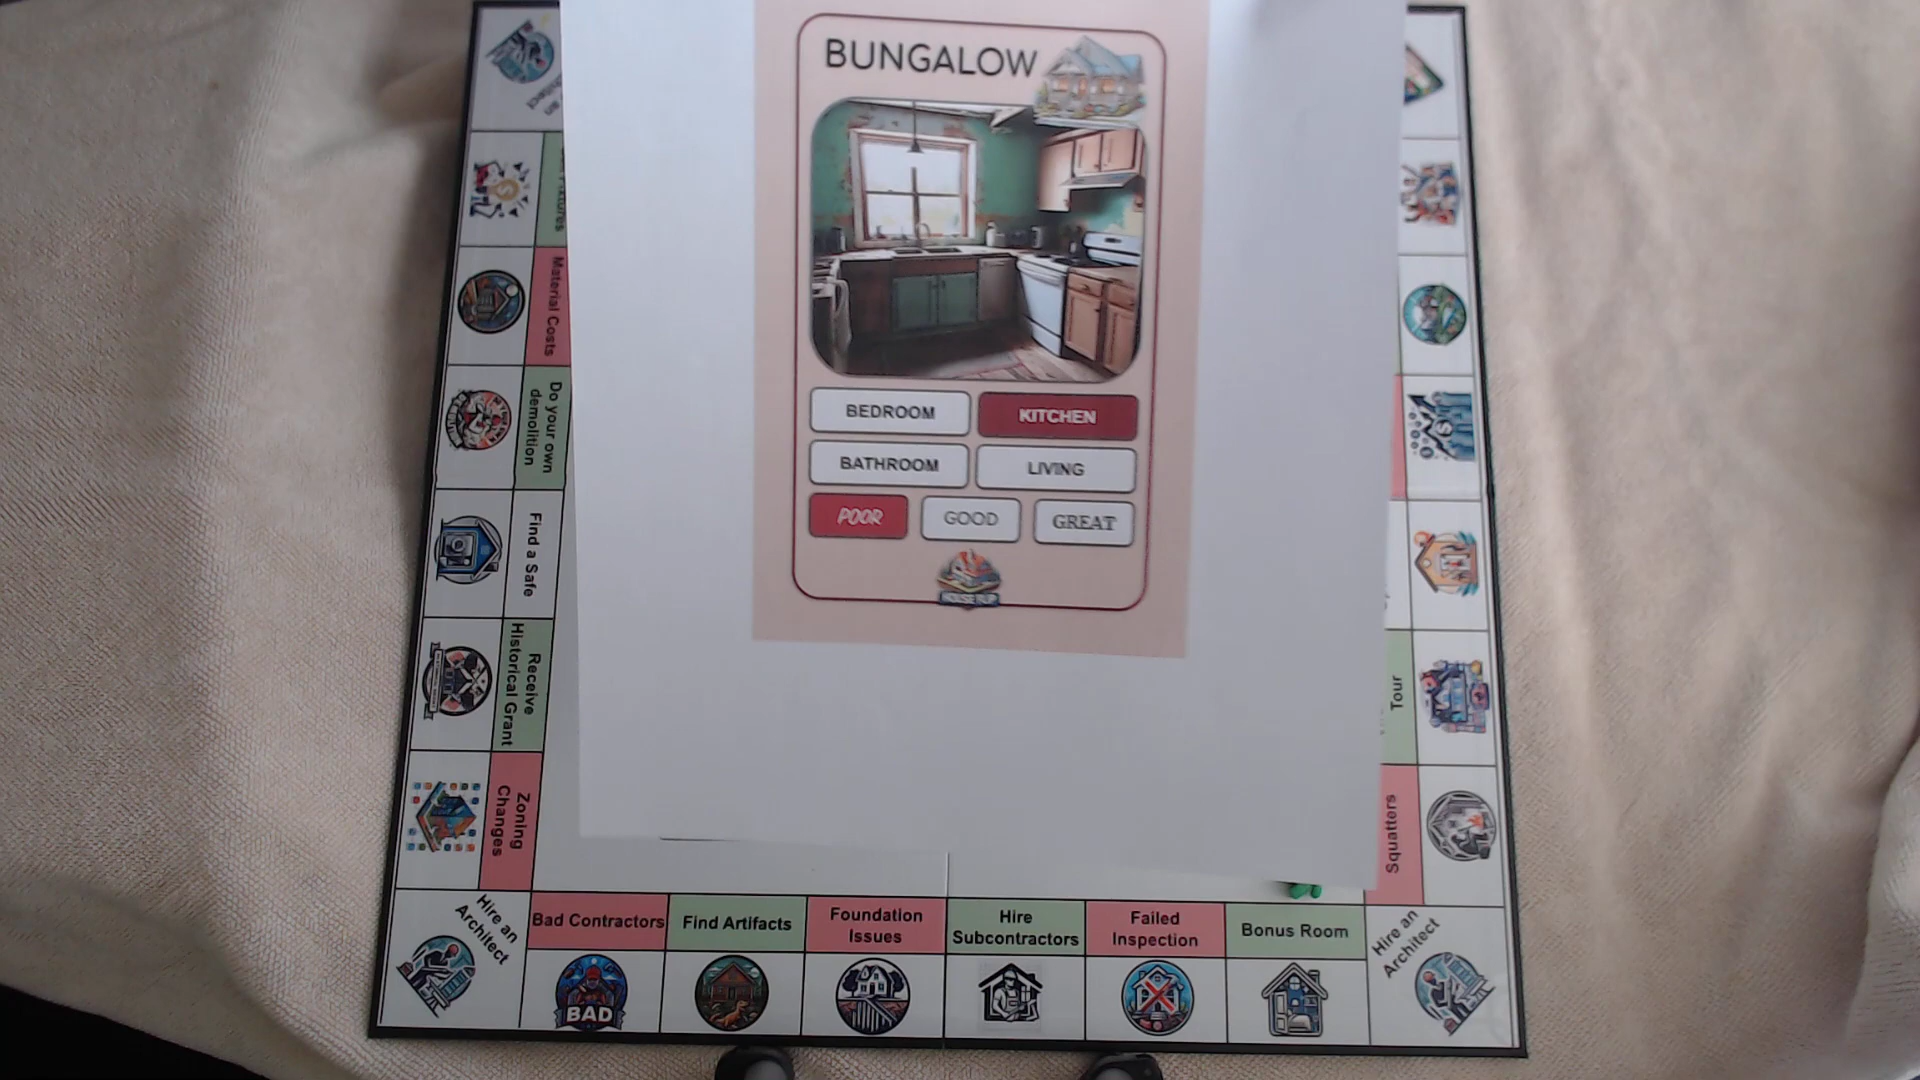 BUNGALOW
BEDROOM
KITCHEN
BATHROOM
LIVING
POOR
GOOD
GREAT
HOUSE FLIP
Material Costs
Do your own
demolition
Find a Safe
Receive
Historical Grant
Zoning
Changes
Hire an
Architect
Bad Contractors
BAD
Find Artifacts
Foundation
Issues
Hire
Subcontractors
Failed
Inspection
Bonus Room
Hire an
Architect
Squatters
Tour